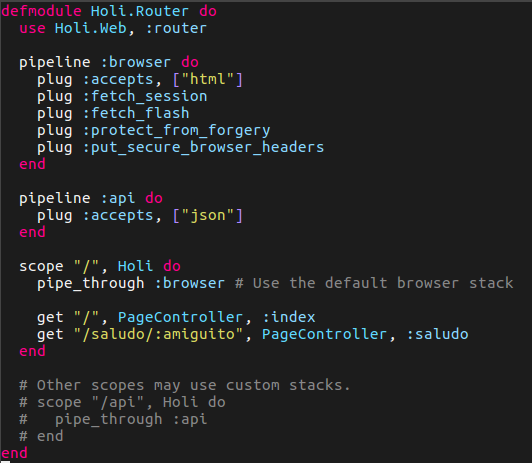 defmodule Holi.Router do
  use Holi.Web, :router

  pipeline :browser do
    plug :accepts, ["html"]
    plug :fetch_session
    plug :fetch_flash
    plug :protect_from_forgery
    plug :put_secure_browser_headers
  end

  pipeline :api do
    plug :accepts, ["json"]
  end

  scope "/", Holi do
    pipe_through :browser # Use the default browser stack

    get "/", PageController, :index
    get "/saludo/:amiguito", PageController, :saludo
  end

  # Other scopes may use custom stacks.
  # scope "/api", Holi do
  #   pipe_through :api
  # end
end